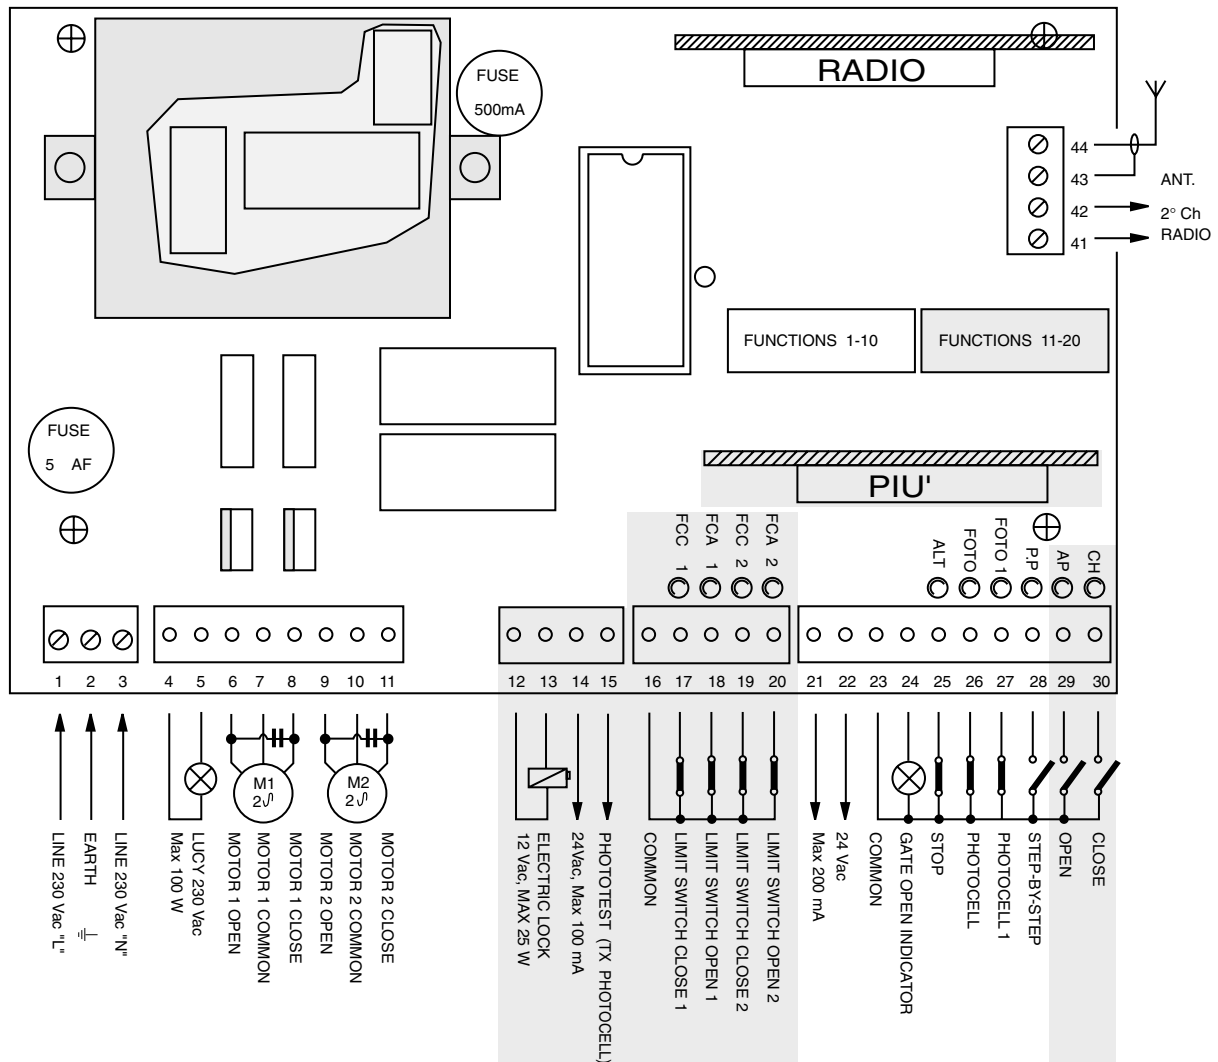 FUSE
500mA
RADIO
44
43
42
41
ANT.
2° Ch
RADIO
FUNCTIONS 1-10
FUNCTIONS 11-20
FUSE
5 AF
PIU'
FCC 1
FCA 1
FCC 2
FCA 2
ALT
FOTO
FOTO 1
P.P
AP
CH
1 2 3
4 5 6 7 8 9 10 11
12 13 14 15
16 17 18 19 20
21 22 23 24 25 26 27 28 29 30
M1
2
M2
2
LINE 230 Vac "L"
EARTH
LINE 230 Vac "N"
Max 100 W
LUCY 230 Vac
MOTOR 1 OPEN
MOTOR 1 COMMON
MOTOR 1 CLOSE
MOTOR 2 OPEN
MOTOR 2 COMMON
MOTOR 2 CLOSE
12 Vac, MAX 25 W
ELECTRIC LOCK
24Vac, Max 100 mA
PHOTOTEST (TX PHOTOCELL)
COMMON
LIMIT SWITCH CLOSE 1
LIMIT SWITCH OPEN 1
LIMIT SWITCH CLOSE 2
LIMIT SWITCH OPEN 2
Max 200 mA
24 Vac
COMMON
GATE OPEN INDICATOR
STOP
PHOTOCELL
PHOTOCELL 1
STEP-BY-STEP
OPEN
CLOSE